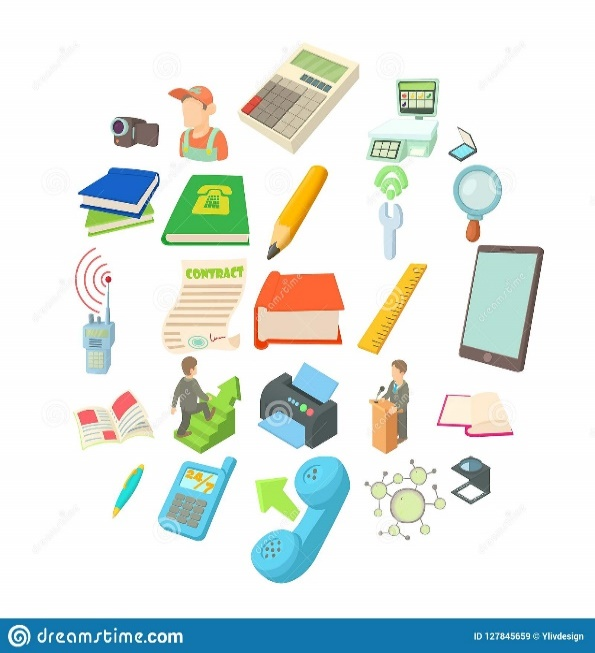 CONTRACT
24/7
dreamstime.com
ID 127845659 © Ylivdesign